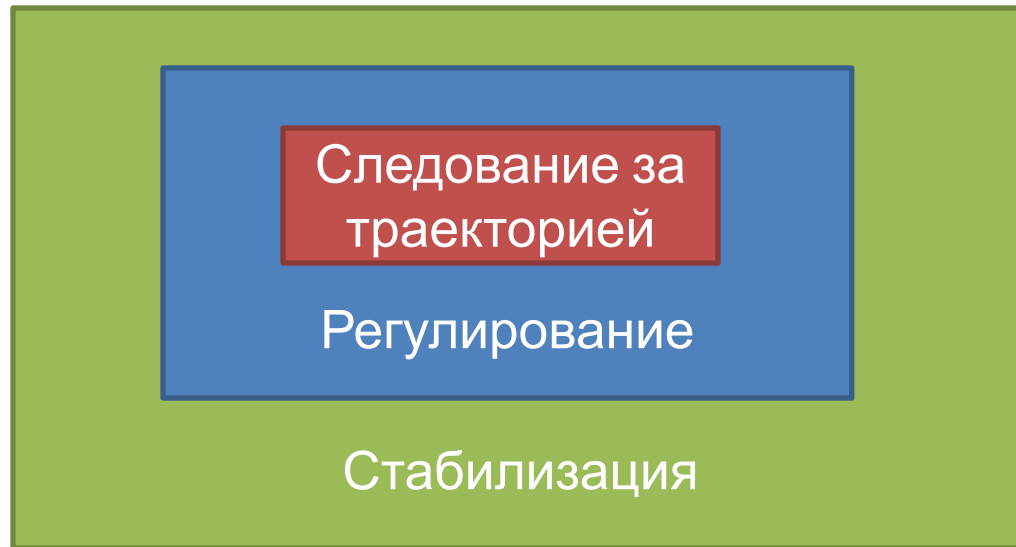 Следование за
траекторией
Регулирование
Стабилизация